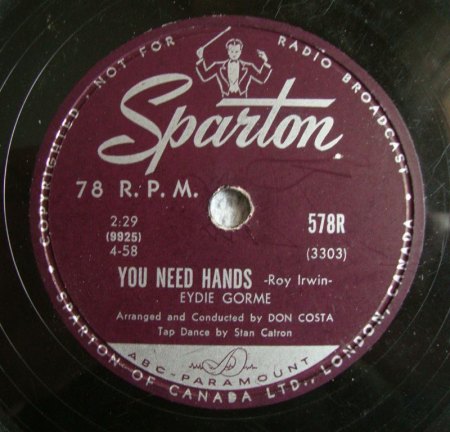 COPYRIGHTED - NOT FOR RADIO BROADCAST
Sparton
78 R. P. M.
2:29
(9925)
4-58
578R
(3303)
YOU NEED HANDS -Roy Irwin-
EYDIE GORME
Arranged and Conducted by DON COSTA
Tap Dance by Stan Catron
ABC-PARAMOUNT
SPARTON OF CANADA LTD., LONDON, CANADA